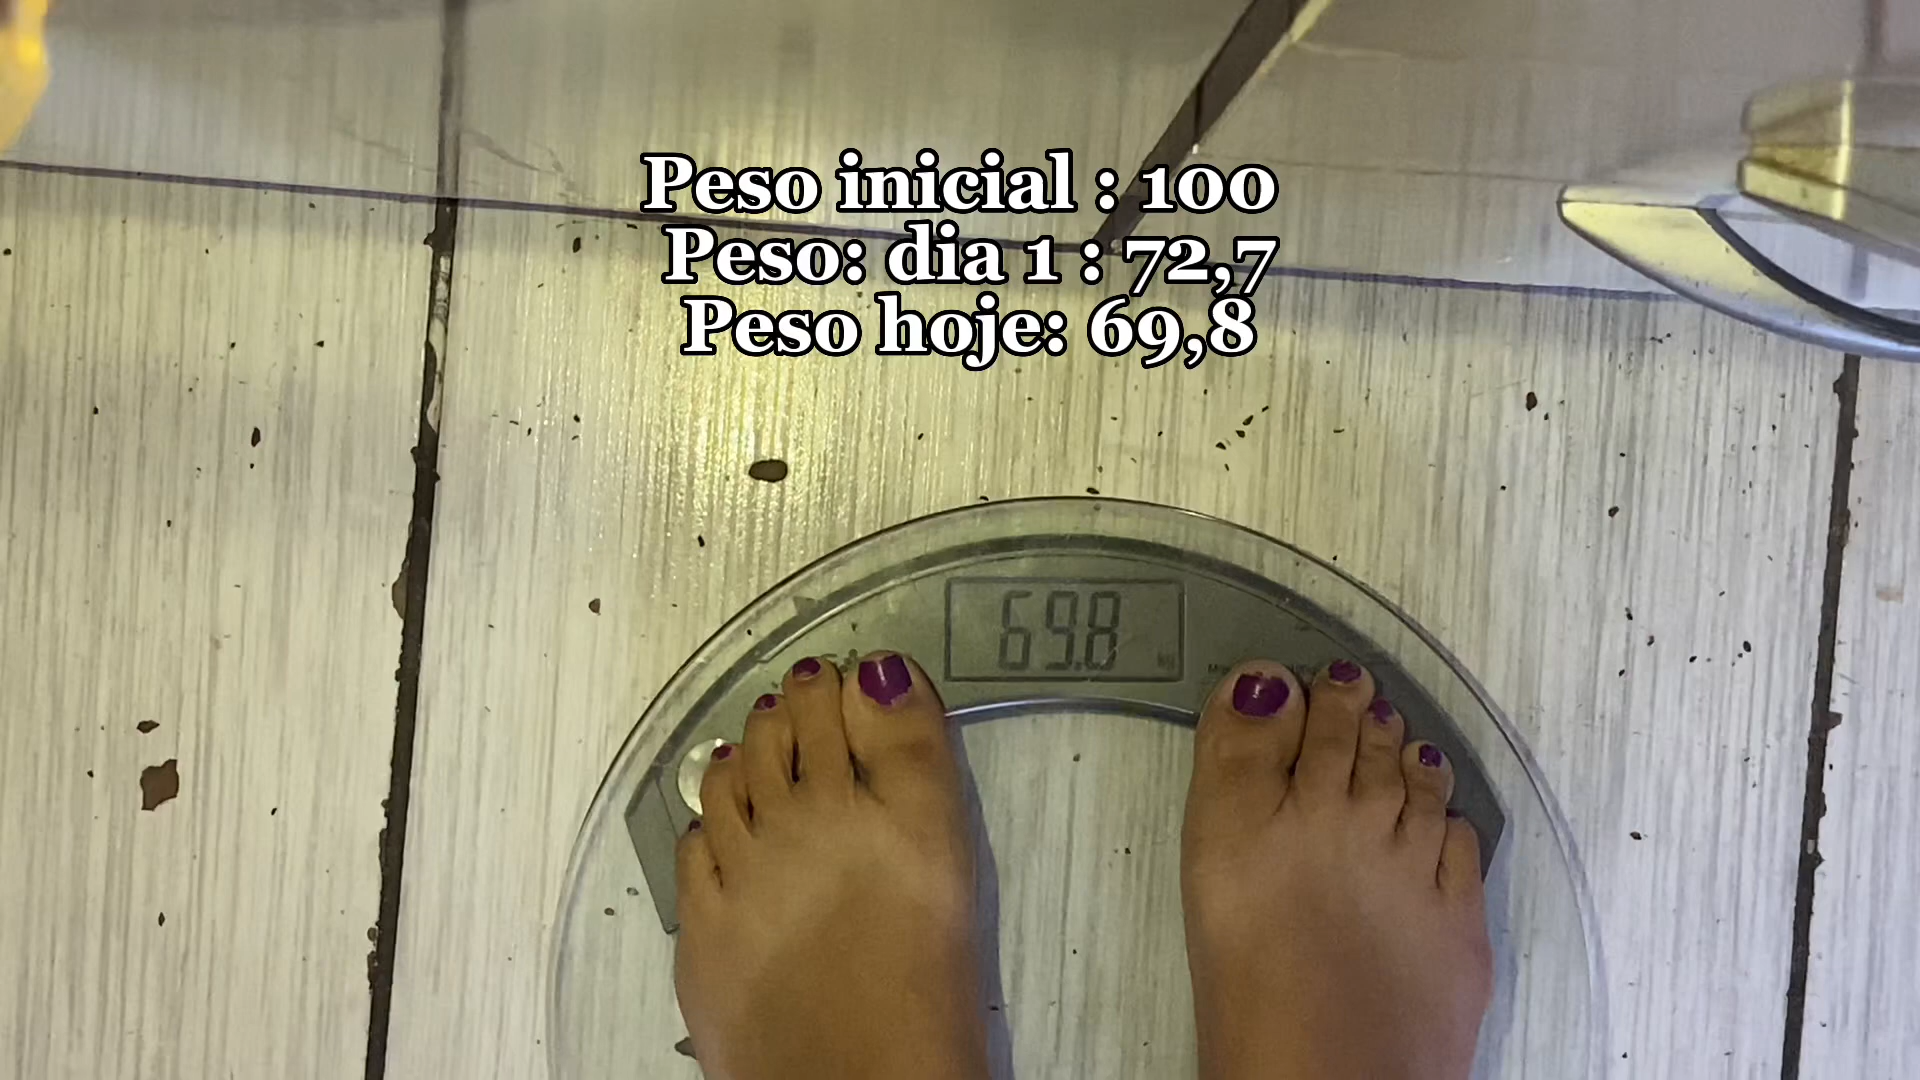 Peso inicial : 100
Peso: dia 1 : 72,7
Peso hoje: 69,8
69.8